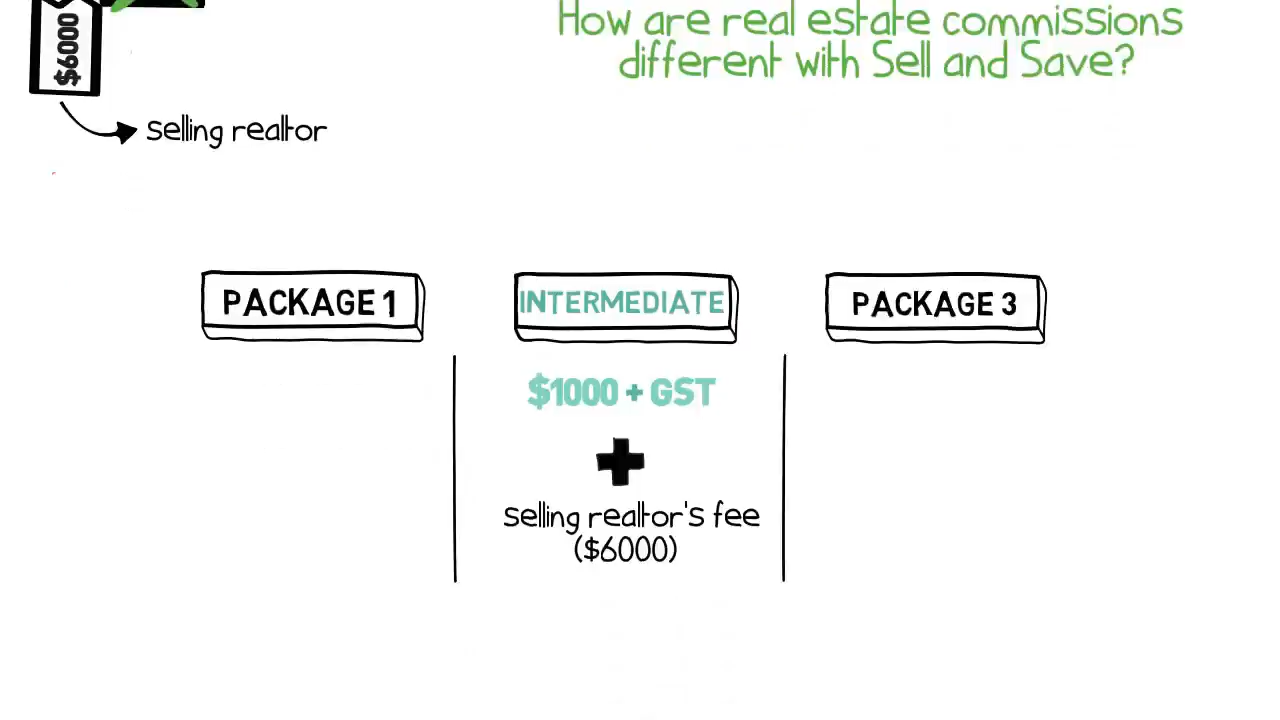 $6000
How are real estate commissions
different with Sell and Save?
selling realtor
PACKAGE 1
INTERMEDIATE
PACKAGE 3
$1000 + GST
selling realtor's fee
($6000)